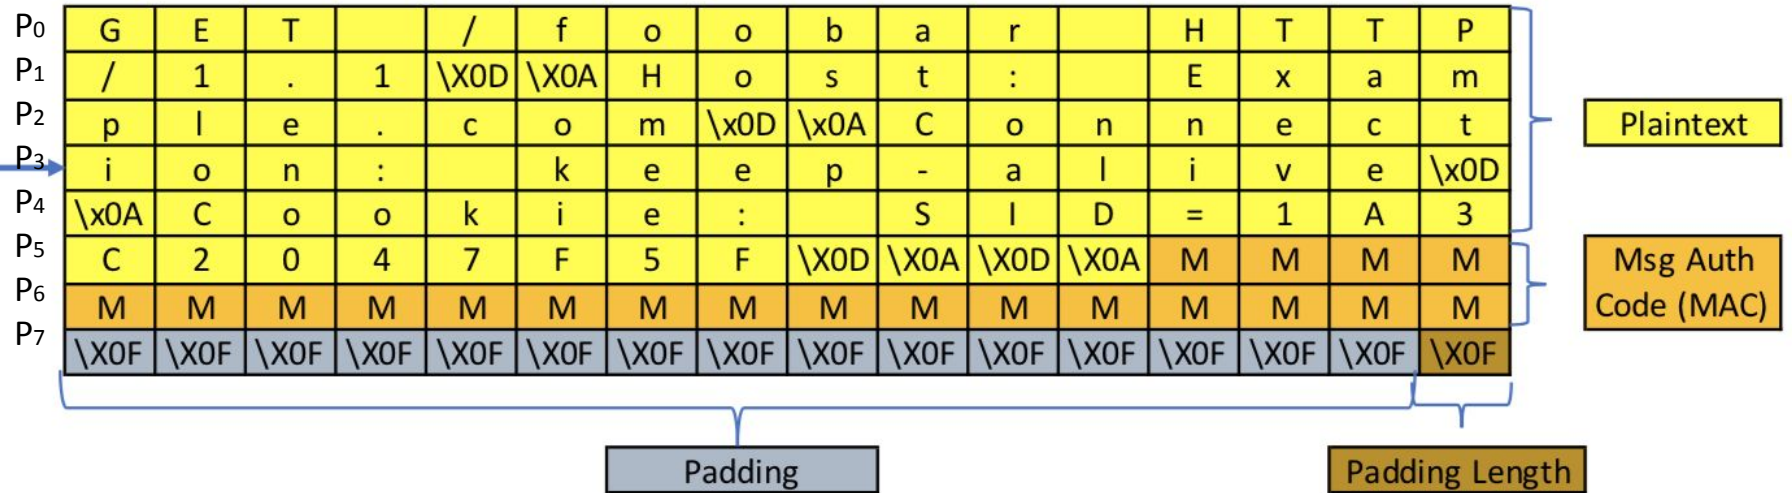 P0 G E T / f o o b a r H T T P
P1 / 1 . 1 \X0D \X0A H o s t : E x a m
P2 p l e . c o m \x0D \x0A C o n n e c t
Plaintext
P3 i o n : k e e p - a l i v e \x0D
P4 \x0A C o o k i e : S I D = 1 A 3
P5 C 2 0 4 7 F 5 F \X0D \X0A \X0D \X0A M M M M
Msg Auth
P6 M M M M M M M M M M M M M M M M
Code (MAC)
P7 \X0F \X0F \X0F \X0F \X0F \X0F \X0F \X0F \X0F \X0F \X0F \X0F \X0F \X0F \X0F \X0F
Padding
Padding Length